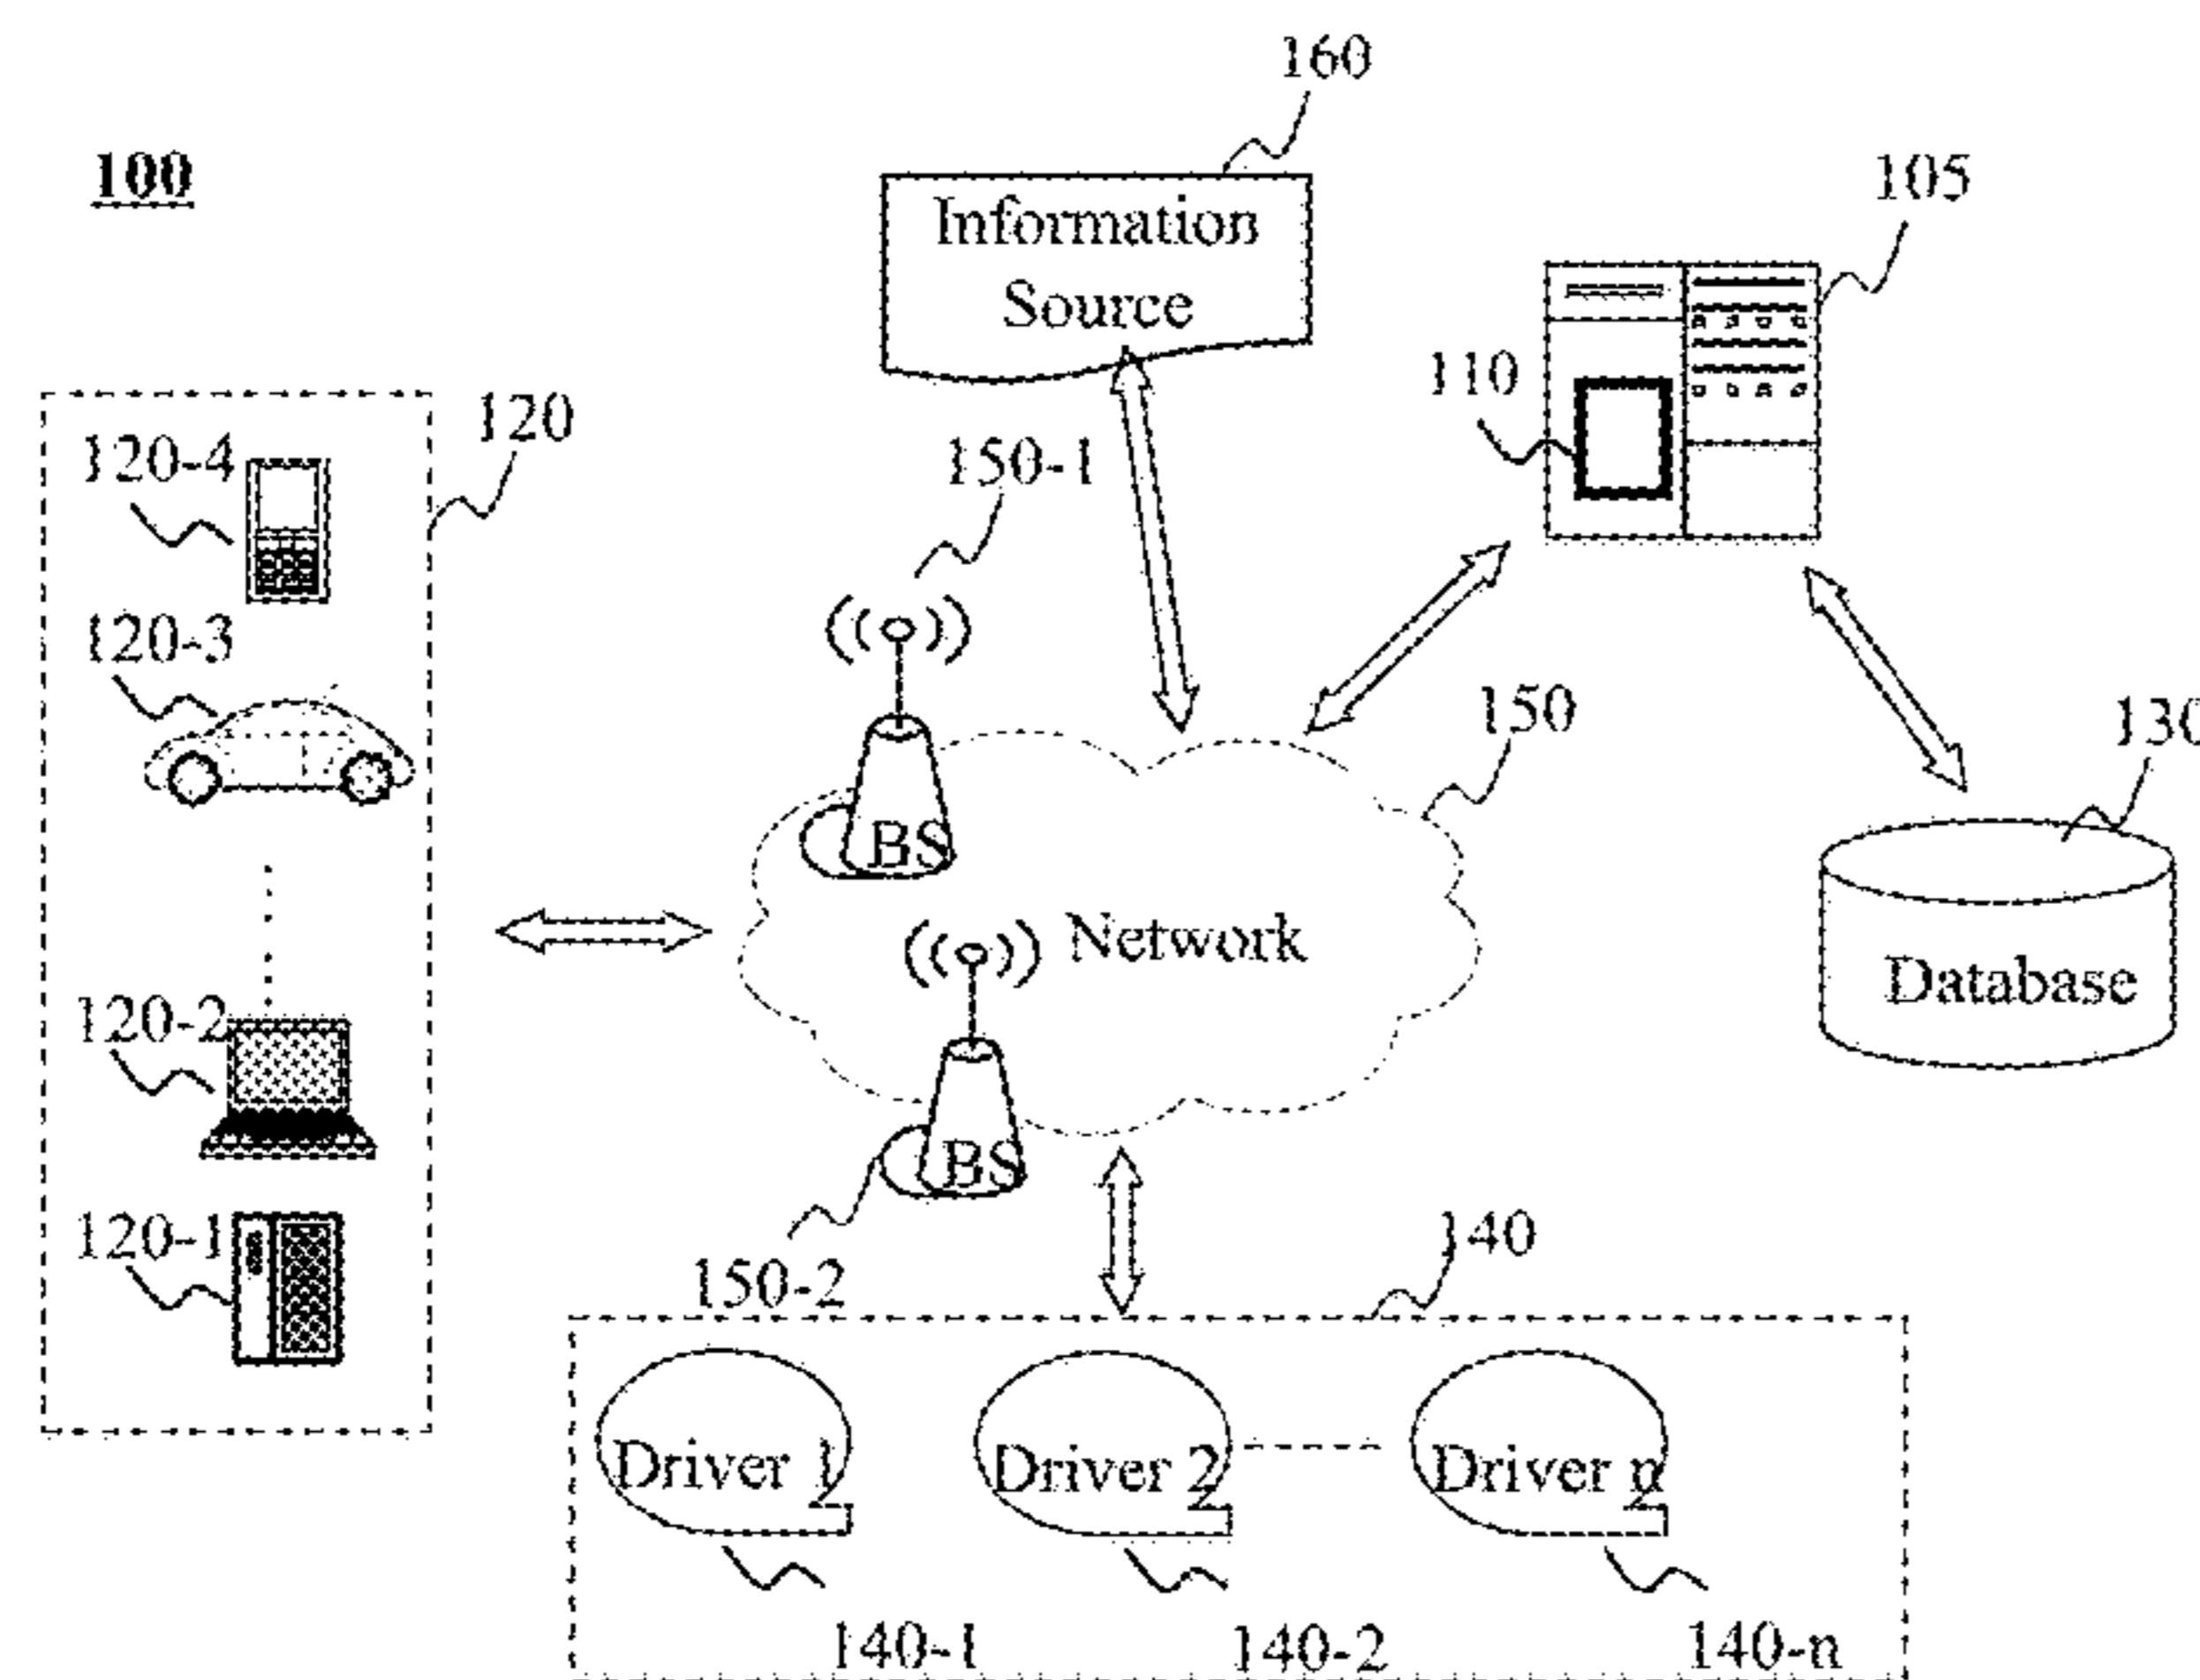 160
100
105
Information
Source
110
120
120-4
150-1
120-3
150
130
BS
Network
Database
120-2
BS
120-1
140
150-2
Driver 1
Driver 2
Driver n
140-1
140-2
140-n